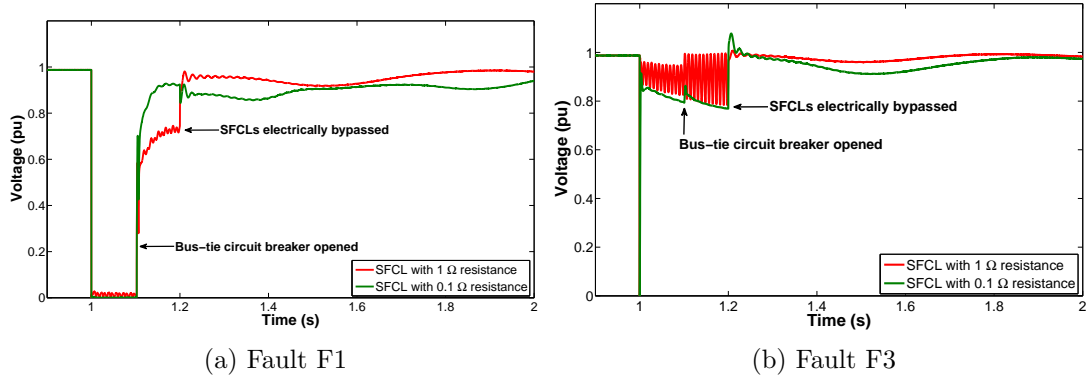 Voltage (pu)
1
0.8
0.6
0.4
0.2
0
SFCLs electrically bypassed
Bus-tie circuit breaker opened
SFCL with 1 Ω resistance
SFCL with 0.1 Ω resistance
1 1.2 1.4 1.6 1.8 2
Time (s)
(a) Fault F1
Voltage (pu)
1
0.8
0.6
0.4
0.2
0
SFCLs electrically bypassed
Bus-tie circuit breaker opened
SFCL with 1 Ω resistance
SFCL with 0.1 Ω resistance
1 1.2 1.4 1.6 1.8 2
Time (s)
(b) Fault F3